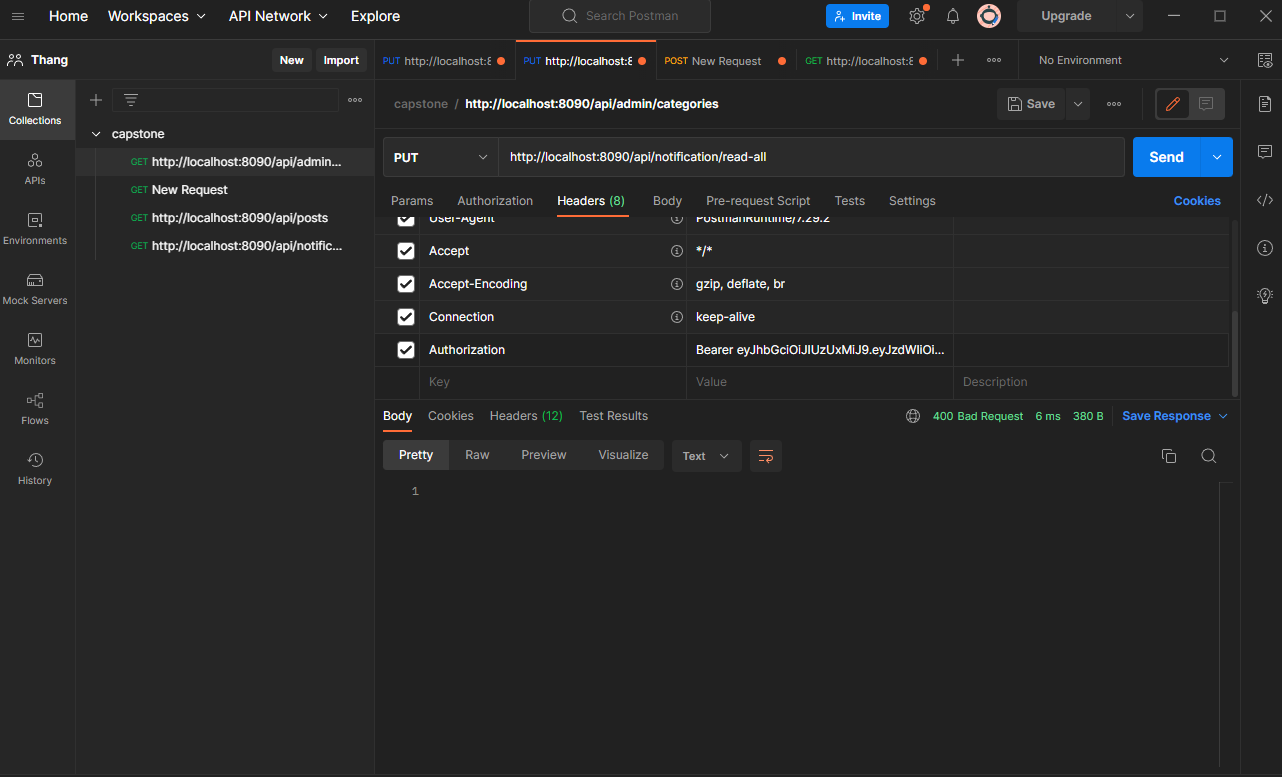 Home Workspaces API Network Explore Search Postman Invite Upgrade
Thang New Import
PUT http://localhost:8 PUT http://localhost:8 POST New Request GET http://localhost:8 No Environment
Collections
APIs
Environments
Mock Servers
Monitors
Flows
History
capstone
GET http://localhost:8090/api/admin...
GET New Request
GET http://localhost:8090/api/posts
GET http://localhost:8090/api/notific...
capstone / http://localhost:8090/api/admin/categories Save
PUT http://localhost:8090/api/notification/read-all Send
Params Authorization Headers (8) Body Pre-request Script Tests Settings Cookies
User-Agent PostmanRuntime/7.29.2
Accept */*
Accept-Encoding gzip, deflate, br
Connection keep-alive
Authorization Bearer eyJhbGciOiJIUzUxMiJ9.eyJzdWIiOi...
Key Value Description
Body Cookies Headers (12) Test Results 400 Bad Request 6 ms 380 B Save Response
Pretty Raw Preview Visualize Text
1